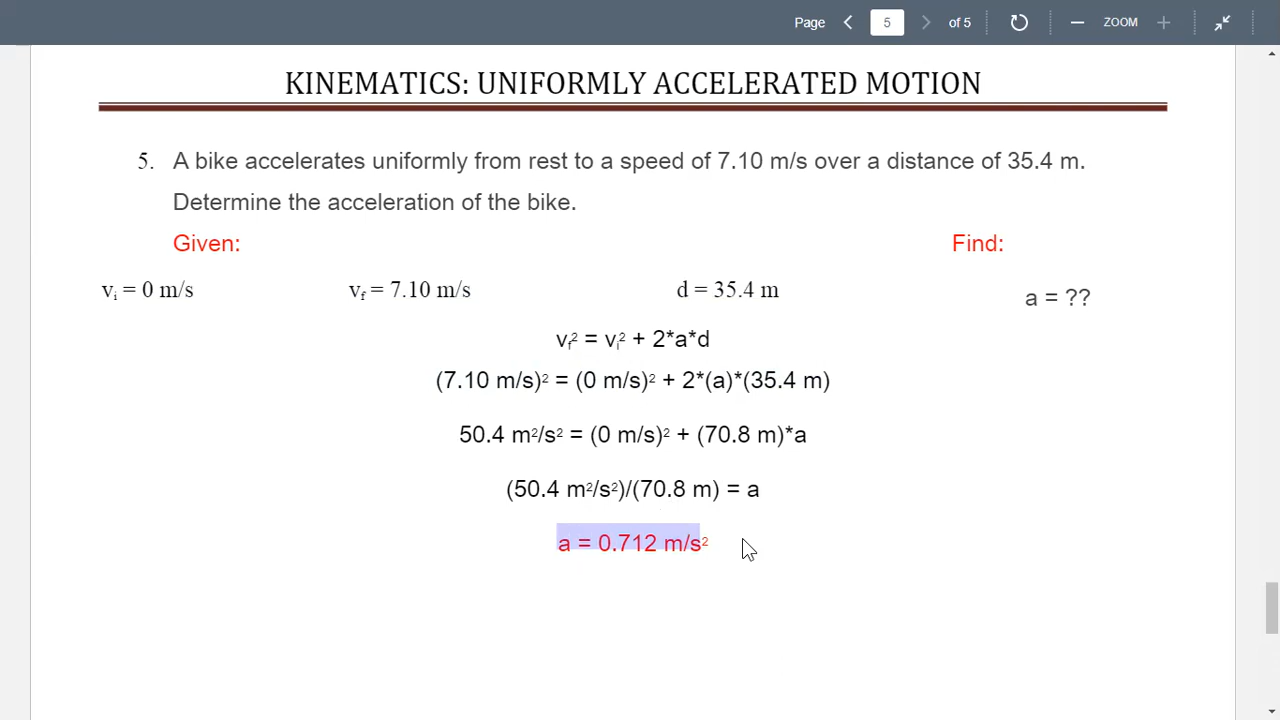 Page 5 of 5 ZOOM
KINEMATICS: UNIFORMLY ACCELERATED MOTION
5. A bike accelerates uniformly from rest to a speed of 7.10 m/s over a distance of 35.4 m.
Determine the acceleration of the bike.
Given: Find:
vᵢ = 0 m/s v_f = 7.10 m/s d = 35.4 m a = ??
v_f² = vᵢ² + 2*a*d
(7.10 m/s)² = (0 m/s)² + 2*(a)*(35.4 m)
50.4 m²/s² = (0 m/s)² + (70.8 m)*a
(50.4 m²/s²)/(70.8 m) = a
a = 0.712 m/s²